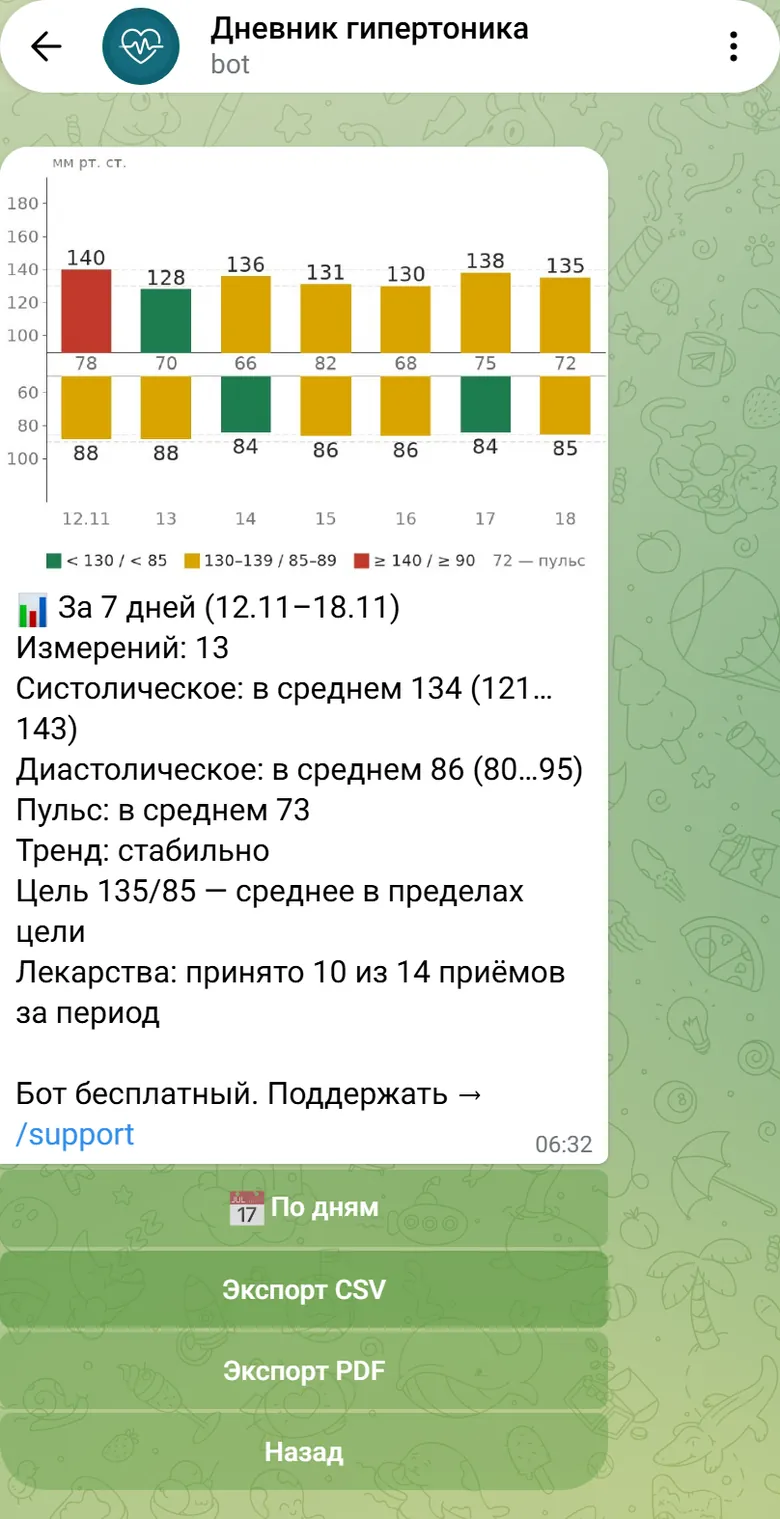 Дневник гипертоника
bot
мм рт. ст.
180
160
140
120
100
140 128 136 131 130 138 135
78 70 66 82 68 75 72
60
80
100
88 88 84 86 86 84 85
12.11 13 14 15 16 17 18
< 130 / < 85 130–139 / 85–89 ≥ 140 / ≥ 90 72 — пульс
📊 За 7 дней (12.11–18.11)
Измерений: 13
Систолическое: в среднем 134 (121…
143)
Диастолическое: в среднем 86 (80…95)
Пульс: в среднем 73
Тренд: стабильно
Цель 135/85 — среднее в пределах
цели
Лекарства: принято 10 из 14 приёмов
за период
Бот бесплатный. Поддержать →
/support
06:32
JUL 17 По дням
Экспорт CSV
Экспорт PDF
Назад